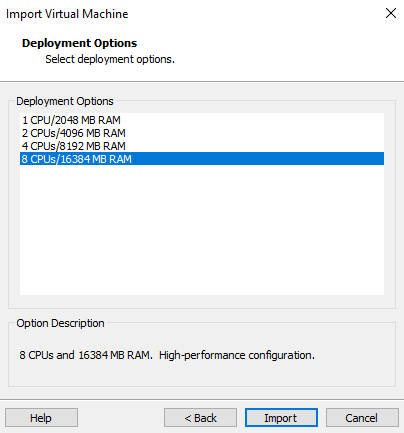 Import Virtual Machine
Deployment Options
Select deployment options.
Deployment Options
1 CPU/2048 MB RAM
2 CPUs/4096 MB RAM
4 CPUs/8192 MB RAM
8 CPUs/16384 MB RAM
Option Description
8 CPUs and 16384 MB RAM.  High-performance configuration.
Help
< Back
Import
Cancel